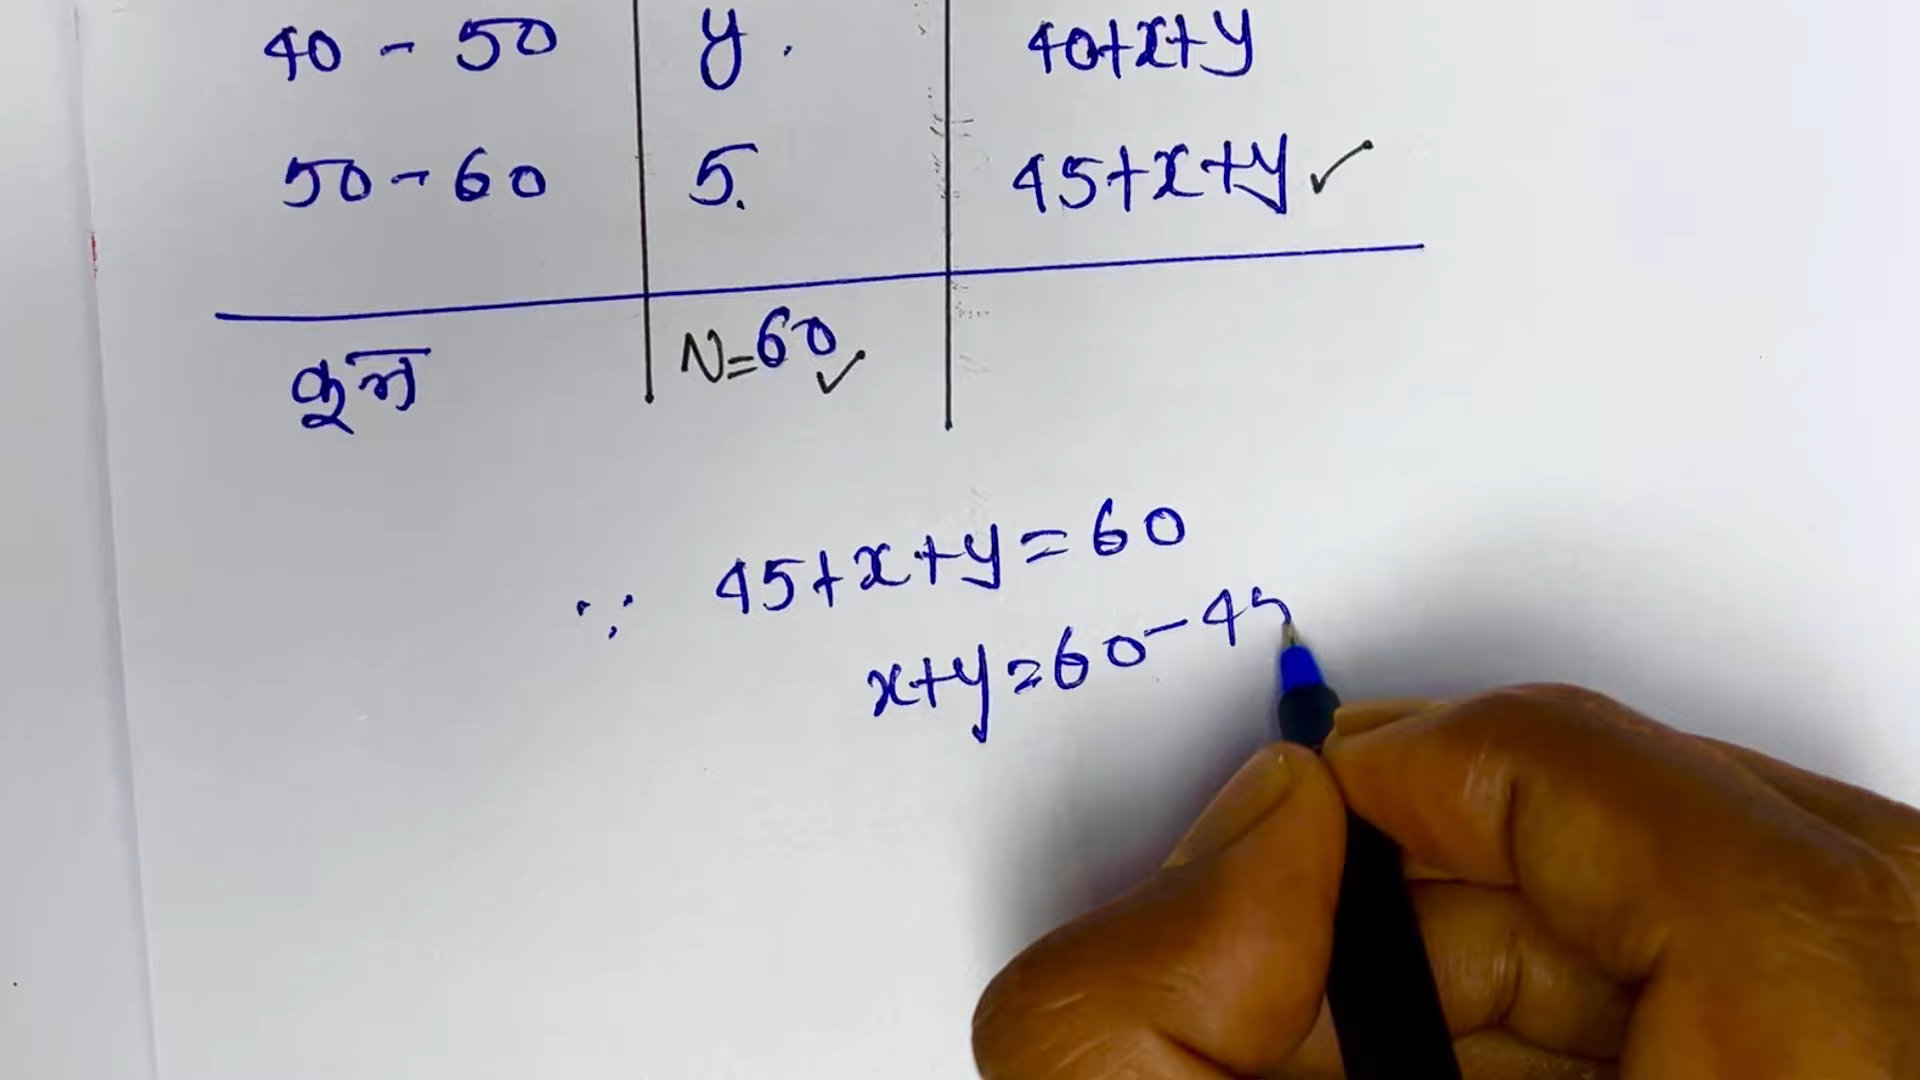 40 - 50 y. 40+x+y
50 - 60 5. 45+x+y ✓
कुल N=60 ✓
∵ 45+x+y=60
x+y=60-45